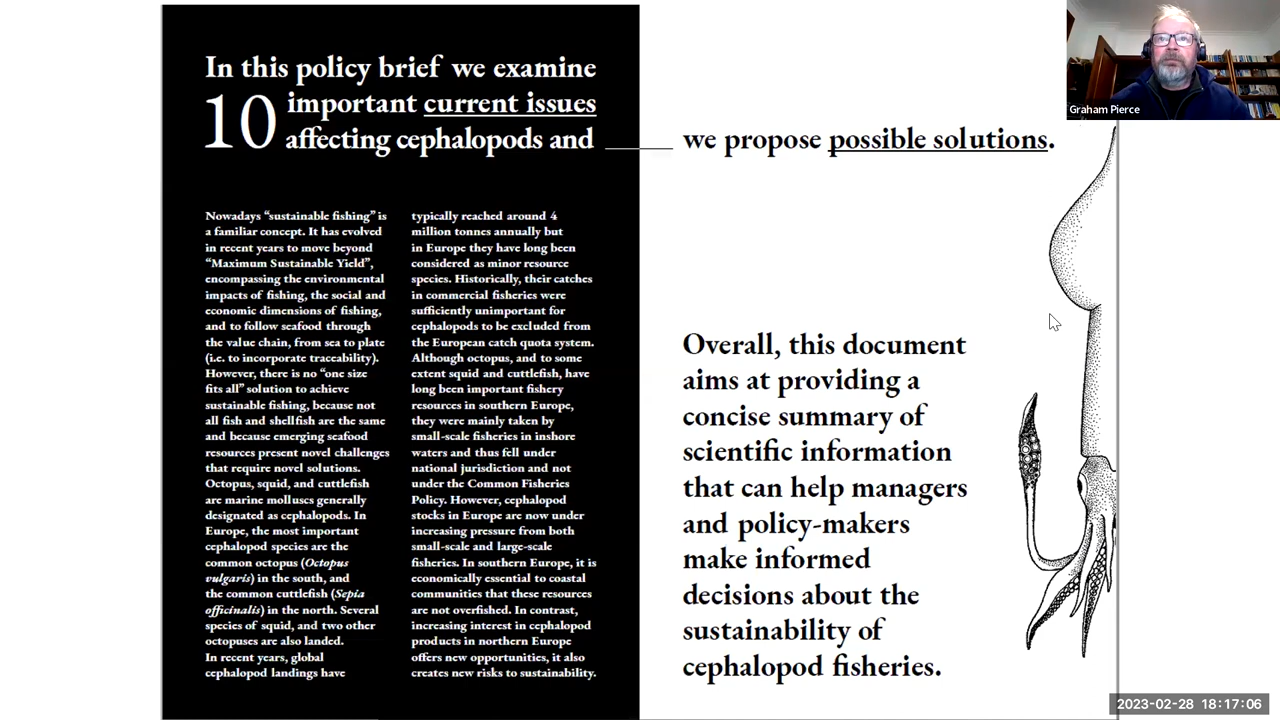 In this policy brief we examine
10 important current issues
affecting cephalopods and
we propose possible solutions.
Nowadays “sustainable fishing” is
a familiar concept. It has evolved
in recent years to move beyond
“Maximum Sustainable Yield”,
encompassing the environmental
impacts of fishing, the social and
economic dimensions of fishing,
and to follow seafood through
the value chain, from sea to plate
(i.e. to incorporate traceability).
However, there is no “one size
fits all” solution to achieve
sustainable fishing, because not
all fish and shellfish are the same
and because emerging seafood
resources present novel challenges
that require novel solutions.
Octopus, squid, and cuttlefish
are marine molluses generally
designated as cephalopods. In
Europe, the most important
cephalopod species are the
common octopus (Octopus
vulgaris) in the south, and
the common cuttlefish (Sepia
officinalis) in the north. Several
species of squid, and two other
octopuses are also landed.
In recent years, global
cephalopod landings have
typically reached around 4
million tonnes annually but
in Europe they have long been
considered as minor resource
species. Historically, their catches
in commercial fisheries were
sufficiently unimportant for
cephalopods to be excluded from
the European catch quota system.
Although octopus, and to some
extent squid and cuttlefish, have
long been important fishery
resources in southern Europe,
they were mainly taken by
small-scale fisheries in inshore
waters and thus fell under
national jurisdiction and not
under the Common Fisheries
Policy. However, cephalopod
stocks in Europe are now under
increasing pressure from both
small-scale and large-scale
fisheries. In southern Europe, it is
economically essential to coastal
communities that these resources
are not overfished. In contrast,
increasing interest in cephalopod
products in northern Europe
offers new opportunities, it also
creates new risks to sustainability.
Overall, this document
aims at providing a
concise summary of
scientific information
that can help managers
and policy-makers
make informed
decisions about the
sustainability of
cephalopod fisheries.
Graham Pierce
2023-02-28 18:17:06